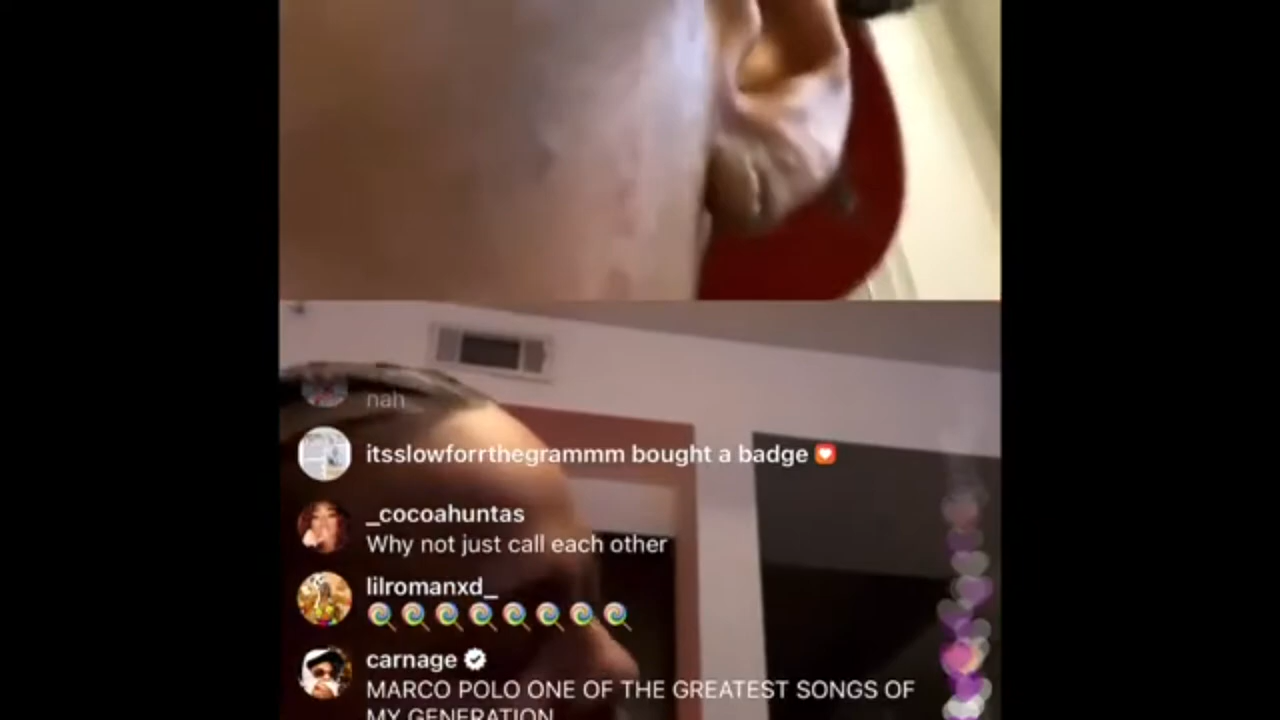 nah
itsslowforrthegrammm bought a badge
_cocoahuntas
Why not just call each other
lilromanxd_
carnage
MARCO POLO ONE OF THE GREATEST SONGS OF
MY GENERATION